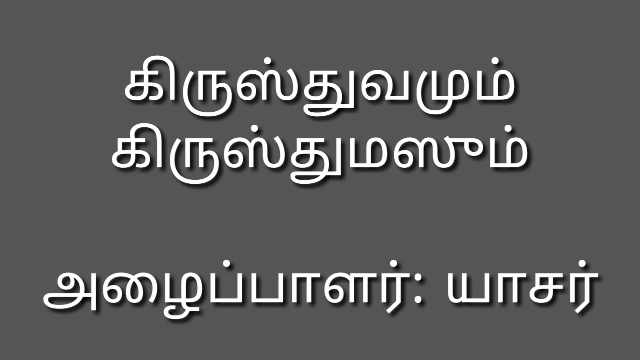 கிருஸ்துவமும்
கிருஸ்துமஸும்
அழைப்பாளர்: யாசர்